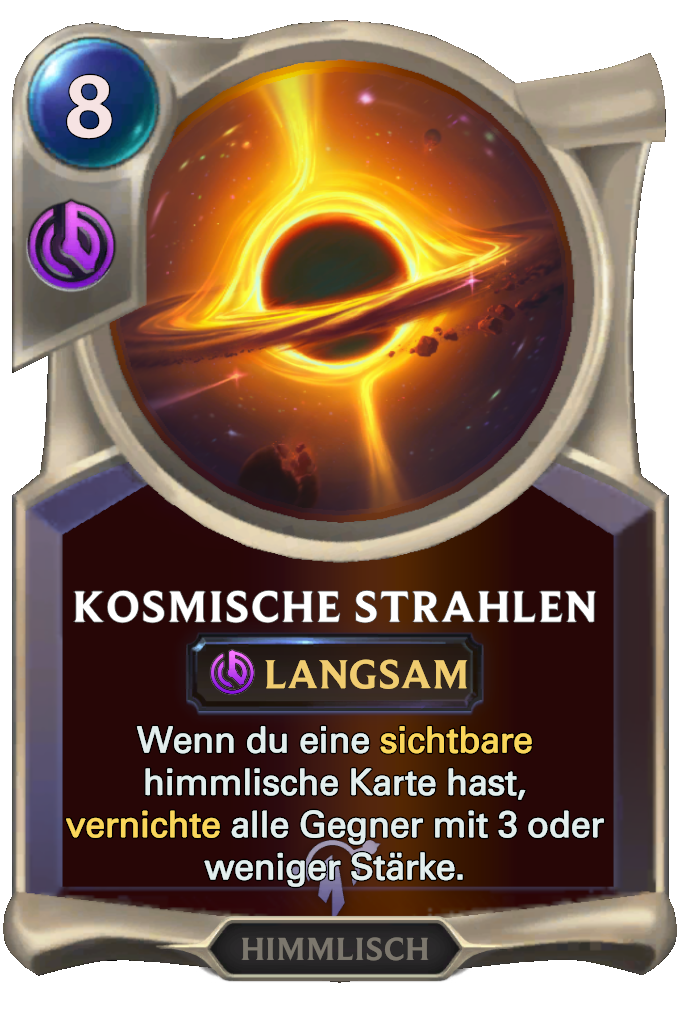 8
KOSMISCHE STRAHLEN
LANGSAM
Wenn du eine sichtbare
himmlische Karte hast,
vernichte alle Gegner mit 3 oder
weniger Stärke.
HIMMLISCH